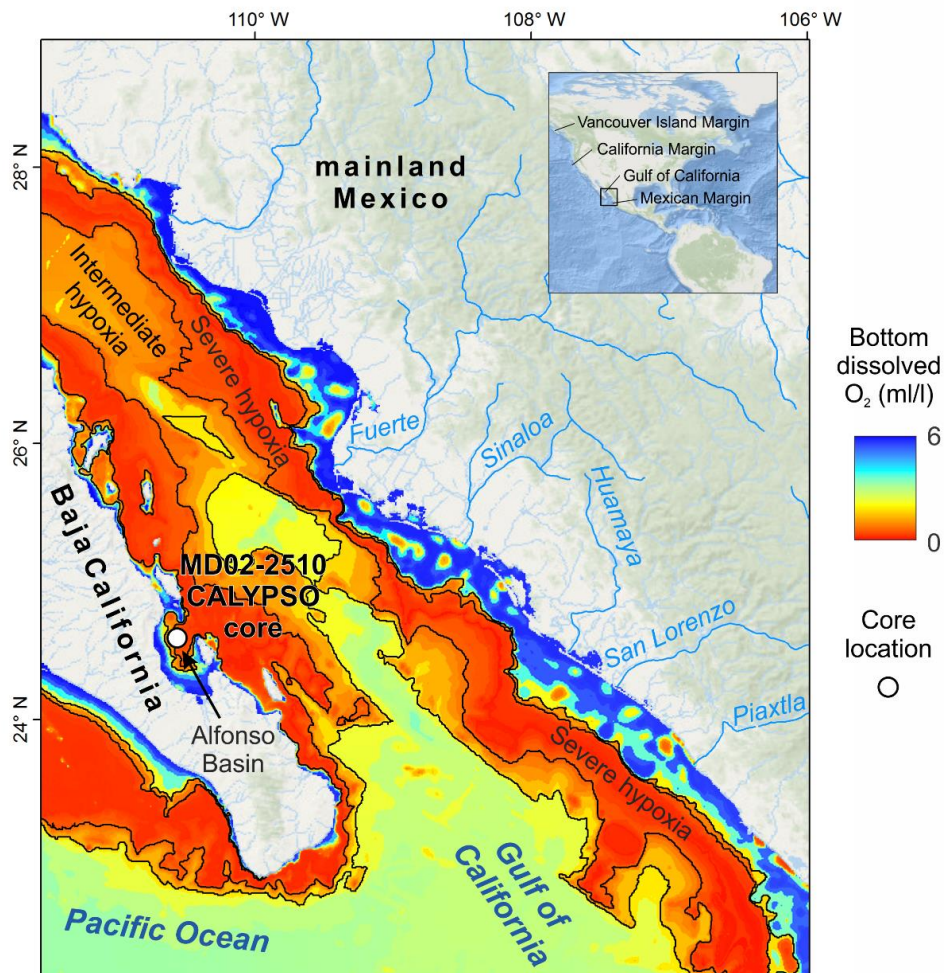 110° W
108° W
106° W
28° N
26° N
24° N
mainland
Mexico
Vancouver Island Margin
California Margin
Gulf of California
Mexican Margin
Intermediate
hypoxia
Severe hypoxia
Fuerte
Sinaloa
Huamaya
San Lorenzo
Piaxtla
Baja California
MD02-2510
CALYPSO
core
Alfonso
Basin
Severe hypoxia
Gulf of
California
Pacific Ocean
Bottom
dissolved
O₂ (ml/l)
6
0
Core
location